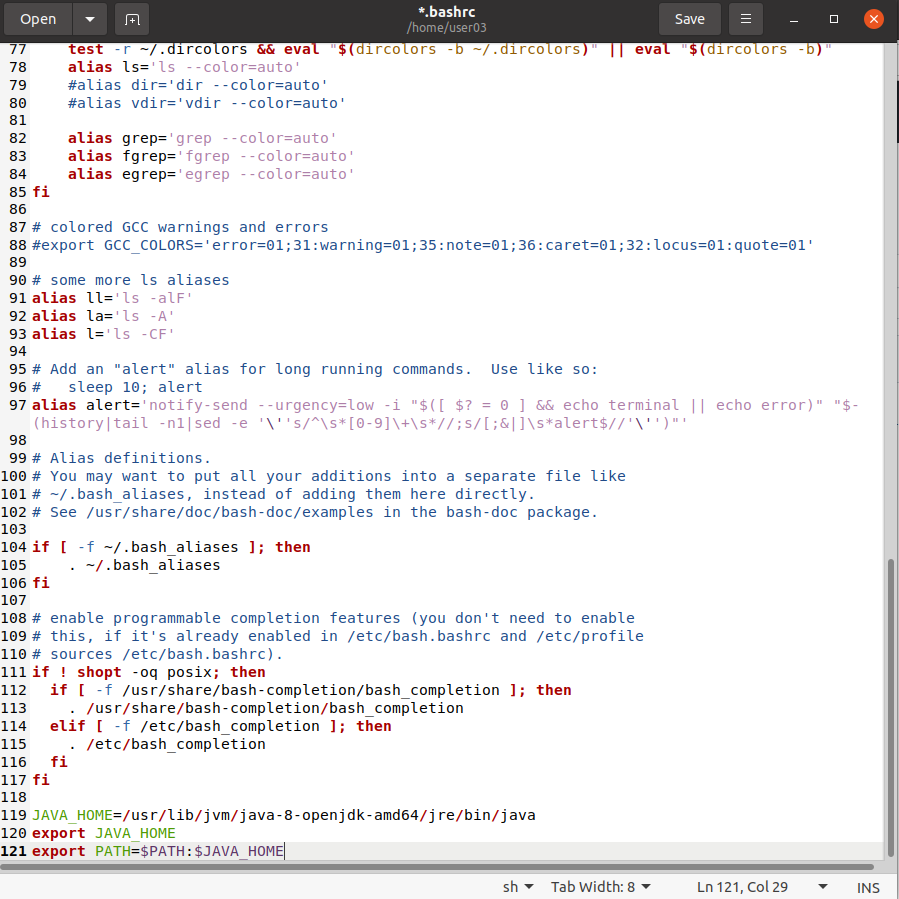 Open
*.bashrc
/home/user03
Save
77     test -r ~/.dircolors && eval "$(dircolors -b ~/.dircolors)" || eval "$(dircolors -b)"
78     alias ls='ls --color=auto'
79     #alias dir='dir --color=auto'
80     #alias vdir='vdir --color=auto'
81
82     alias grep='grep --color=auto'
83     alias fgrep='fgrep --color=auto'
84     alias egrep='egrep --color=auto'
85 fi
86
87 # colored GCC warnings and errors
88 #export GCC_COLORS='error=01;31:warning=01;35:note=01;36:caret=01;32:locus=01:quote=01'
89
90 # some more ls aliases
91 alias ll='ls -alF'
92 alias la='ls -A'
93 alias l='ls -CF'
94
95 # Add an "alert" alias for long running commands.  Use like so:
96 #   sleep 10; alert
97 alias alert='notify-send --urgency=low -i "$([ $? = 0 ] && echo terminal || echo error)" "$-
(history|tail -n1|sed -e '\''s/^\s*[0-9]\+\s*//;s/[;&|]\s*alert$//'\'')"'
98
99 # Alias definitions.
100 # You may want to put all your additions into a separate file like
101 # ~/.bash_aliases, instead of adding them here directly.
102 # See /usr/share/doc/bash-doc/examples in the bash-doc package.
103
104 if [ -f ~/.bash_aliases ]; then
105     . ~/.bash_aliases
106 fi
107
108 # enable programmable completion features (you don't need to enable
109 # this, if it's already enabled in /etc/bash.bashrc and /etc/profile
110 # sources /etc/bash.bashrc).
111 if ! shopt -oq posix; then
112   if [ -f /usr/share/bash-completion/bash_completion ]; then
113     . /usr/share/bash-completion/bash_completion
114   elif [ -f /etc/bash_completion ]; then
115     . /etc/bash_completion
116   fi
117 fi
118
119 JAVA_HOME=/usr/lib/jvm/java-8-openjdk-amd64/jre/bin/java
120 export JAVA_HOME
121 export PATH=$PATH:$JAVA_HOME
sh Tab Width: 8 Ln 121, Col 29 INS